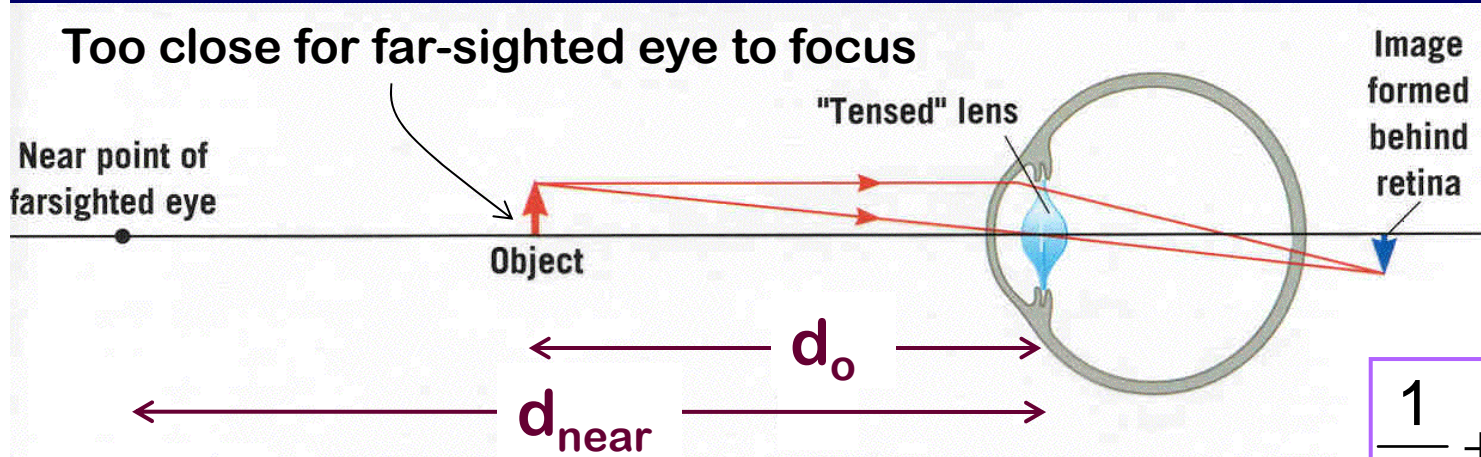 Too close for far-sighted eye to focus
Image
formed
behind
retina
"Tensed" lens
Near point of
farsighted eye
Object
do
dnear
1
+